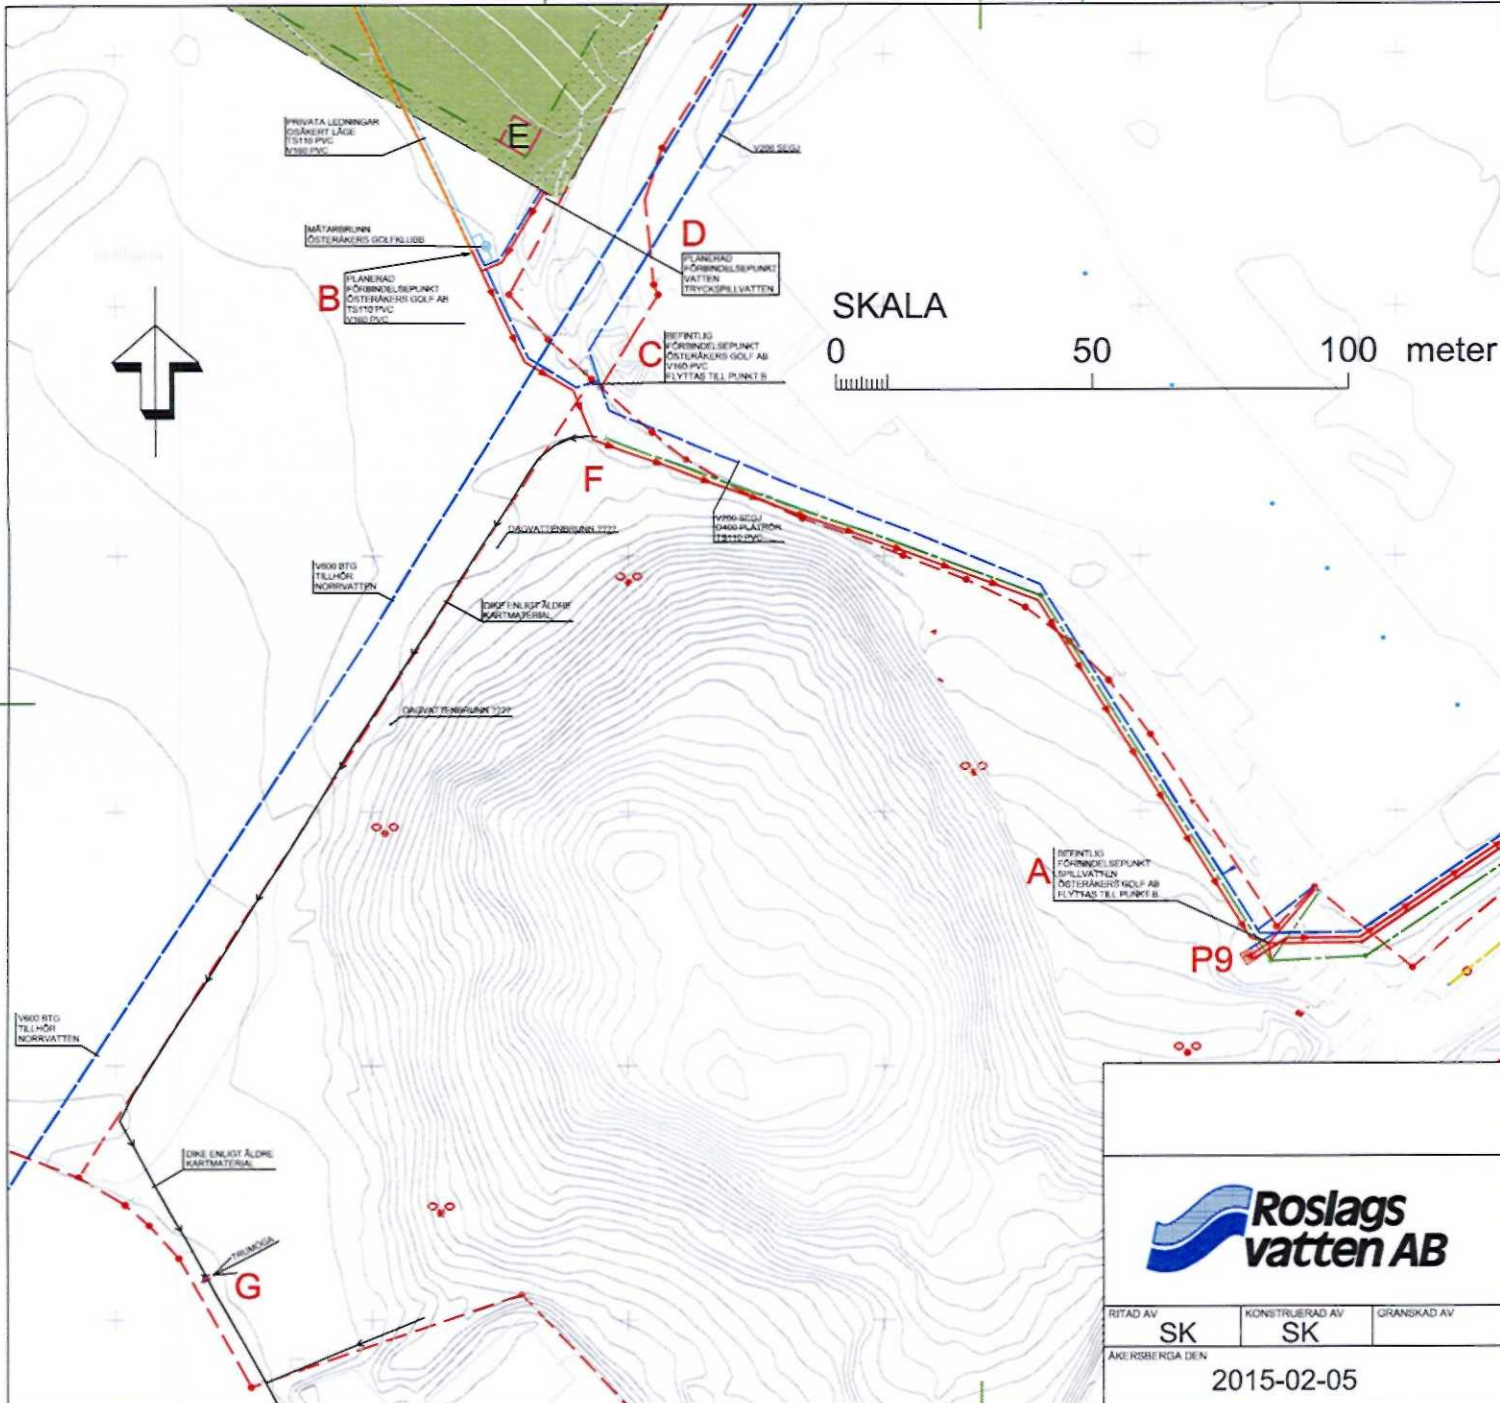 PRIVATA LEDNINGAR
OSÄKERT LÄGE
TS110 PVC
V160 PVC
E
V200 SEGJ
MÄTARBRUNN
ÖSTERÅKERS GOLFKLUBB
B
PLANERAD
FÖRBINDELSEPUNKT
ÖSTERÅKERS GOLF AB
TS110 PVC
V160 PVC
D
PLANERAD
FÖRBINDELSEPUNKT
VATTEN
TRYCKSPILLVATTEN
C
BEFINTLIG
FÖRBINDELSEPUNKT
ÖSTERÅKERS GOLF AB
V160 PVC
FLYTTAS TILL PUNKT B
SKALA
0 50 100 meter
F
DAGVATTENBRUNN ????
V200 SEGJ
D400 PLASTRÖR
TS110 PVC
V600 BTG
TILLHÖR
NORRVATTEN
DIKE ENLIGT ÄLDRE
KARTMATERIAL
DAGVATTENBRUNN ????
A
BEFINTLIG
FÖRBINDELSEPUNKT
SPILLVATTEN
ÖSTERÅKERS GOLF AB
FLYTTAS TILL PUNKT B
P9
V600 BTG
TILLHÖR
NORRVATTEN
DIKE ENLIGT ÄLDRE
KARTMATERIAL
TRUMÖGA
G
Roslags
vatten AB
RITAD AV
SK
KONSTRUERAD AV
SK
GRANSKAD AV
ÅKERSBERGA DEN
2015-02-05